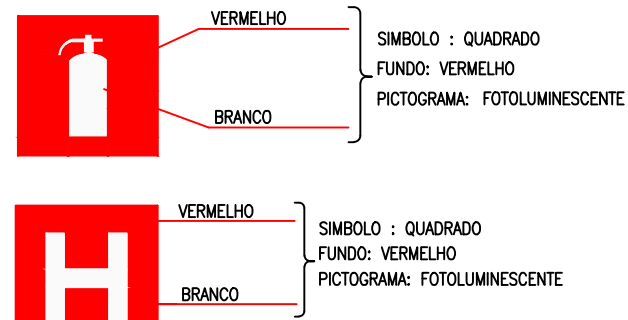 VERMELHO
SIMBOLO : QUADRADO
FUNDO: VERMELHO
PICTOGRAMA: FOTOLUMINESCENTE
BRANCO
H
VERMELHO
SIMBOLO : QUADRADO
FUNDO: VERMELHO
PICTOGRAMA: FOTOLUMINESCENTE
BRANCO